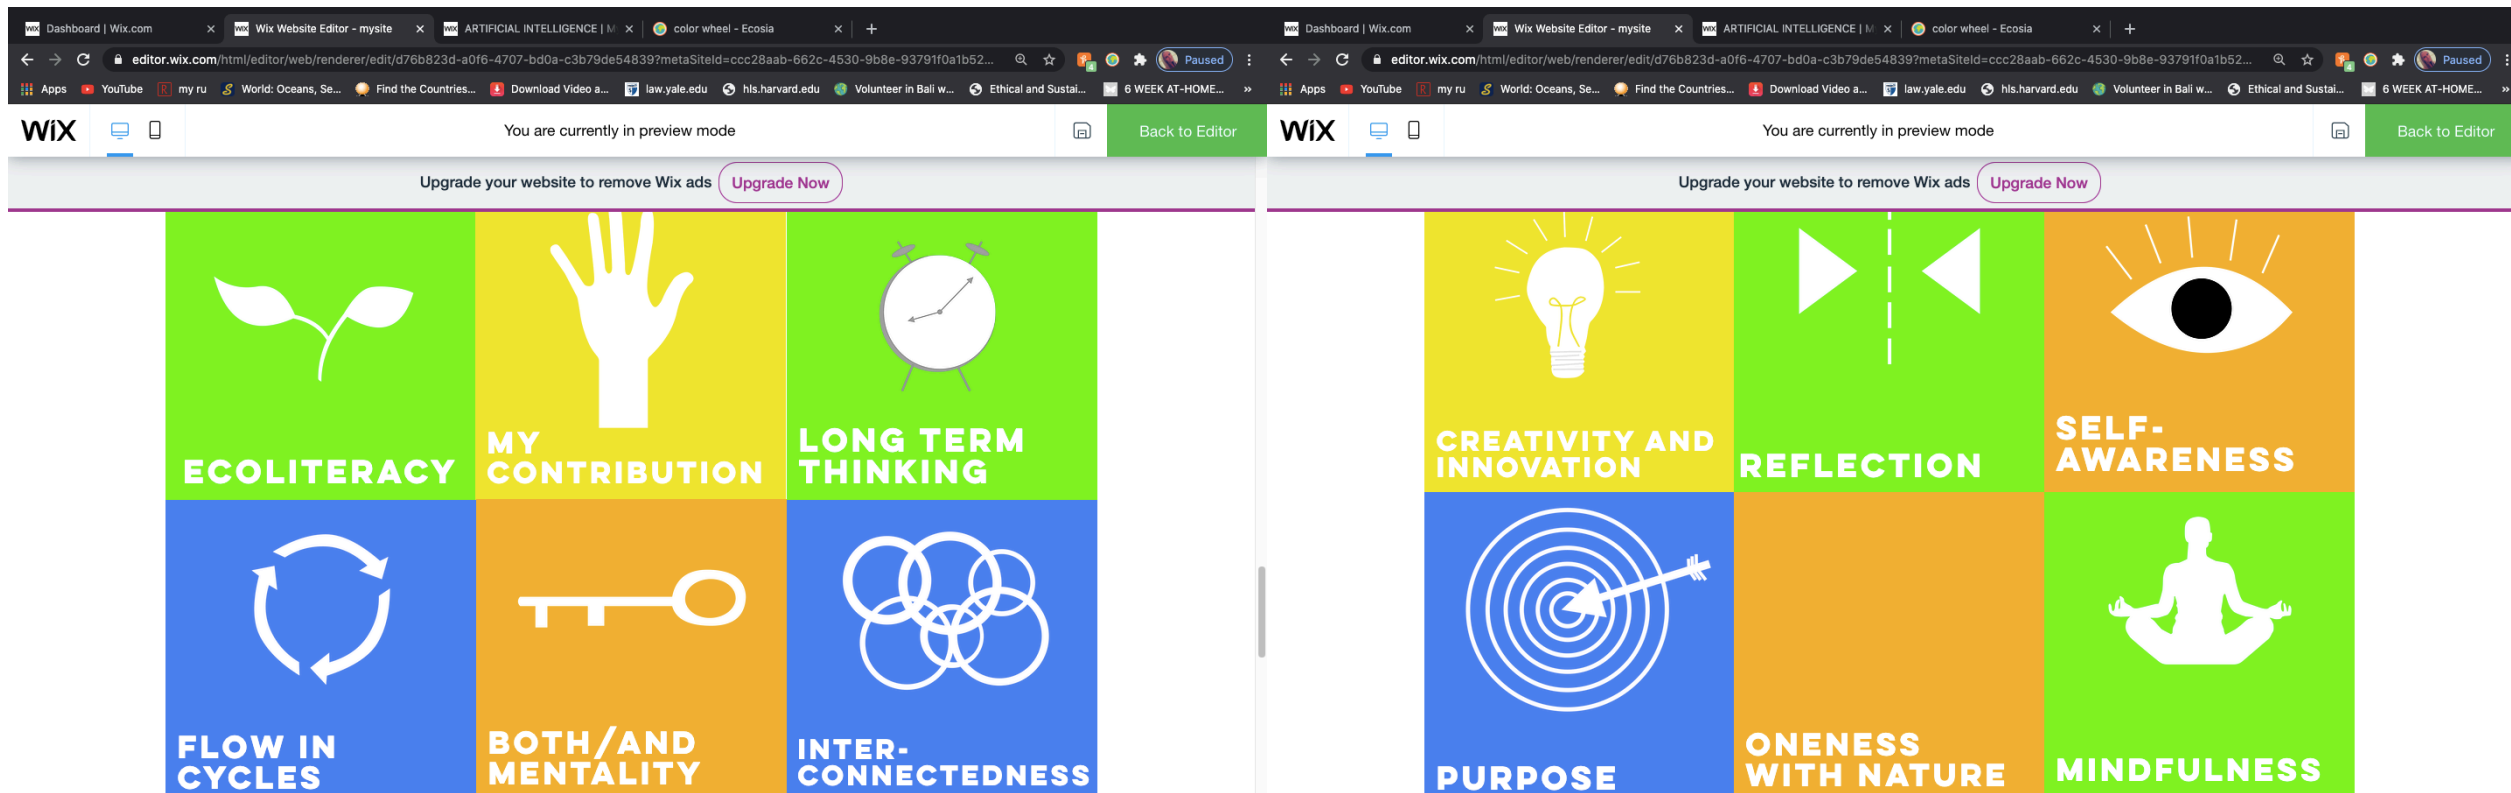 Dashboard | Wix.com
Wix Website Editor - mysite
ARTIFICIAL INTELLIGENCE | M
color wheel - Ecosia
editor.wix.com/html/editor/web/renderer/edit/d76b823d-a0f6-4707-bd0a-c3b79de54839?metaSiteId=ccc28aab-662c-4530-9b8e-93791f0a1b52...
4
Paused
Apps
YouTube
my ru
World: Oceans, Se...
Find the Countries...
Download Video a...
law.yale.edu
hls.harvard.edu
Volunteer in Bali w...
Ethical and Sustai...
6 WEEK AT-HOME...
»
WiX
You are currently in preview mode
Back to Editor
Upgrade your website to remove Wix ads
Upgrade Now
ECOLITERACY
MY
CONTRIBUTION
LONG TERM
THINKING
FLOW IN
CYCLES
BOTH/AND
MENTALITY
INTER-
CONNECTEDNESS
Dashboard | Wix.com
Wix Website Editor - mysite
ARTIFICIAL INTELLIGENCE | M
color wheel - Ecosia
editor.wix.com/html/editor/web/renderer/edit/d76b823d-a0f6-4707-bd0a-c3b79de54839?metaSiteId=ccc28aab-662c-4530-9b8e-93791f0a1b52...
4
Paused
Apps
YouTube
my ru
World: Oceans, Se...
Find the Countries...
Download Video a...
law.yale.edu
hls.harvard.edu
Volunteer in Bali w...
Ethical and Sustai...
6 WEEK AT-HOME...
»
WiX
You are currently in preview mode
Back to Editor
Upgrade your website to remove Wix ads
Upgrade Now
CREATIVITY AND
INNOVATION
REFLECTION
SELF-
AWARENESS
PURPOSE
ONENESS
WITH NATURE
MINDFULNESS